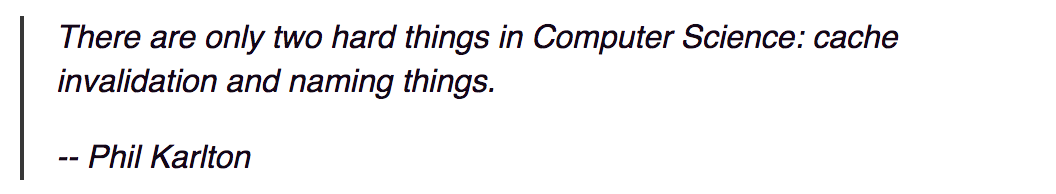 There are only two hard things in Computer Science: cache
invalidation and naming things.
-- Phil Karlton